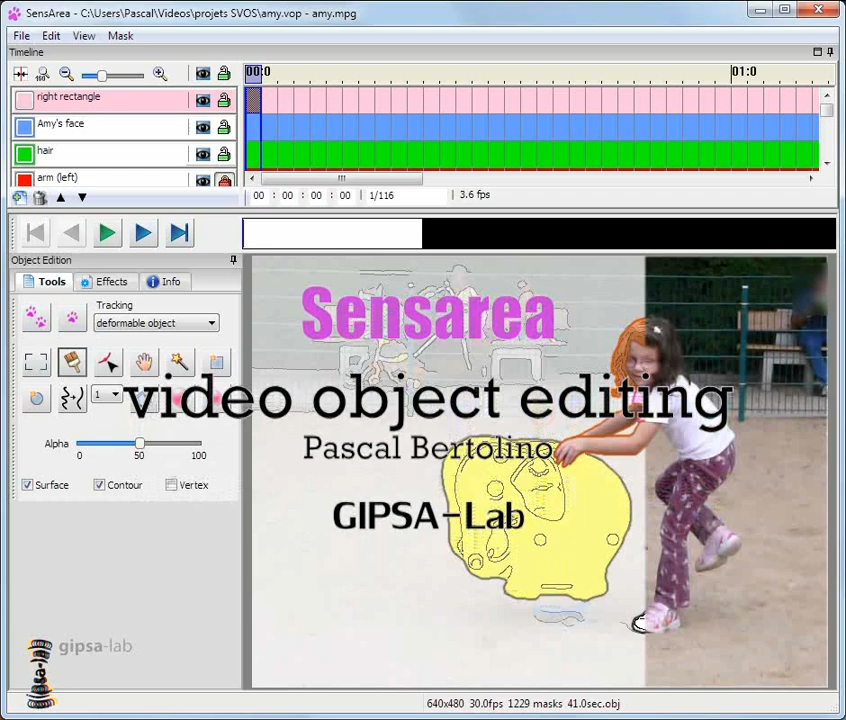 SensArea - C:\Users\Pascal\Videos\projets SVOS\amy.vop - amy.mpg
File Edit View Mask
Timeline
00:0 01:0
right rectangle
Amy's face
hair
arm (left)
00 : 00 : 00 : 00 1/116 3.6 fps
Object Edition
Tools Effects Info
Tracking
deformable object
Sensarea
1
video object editing
Alpha
0 50 100
Pascal Bertolino
Surface Contour Vertex
GIPSA-Lab
gipsa-lab
640x480 30.0fps 1229 masks 41.0sec.obj